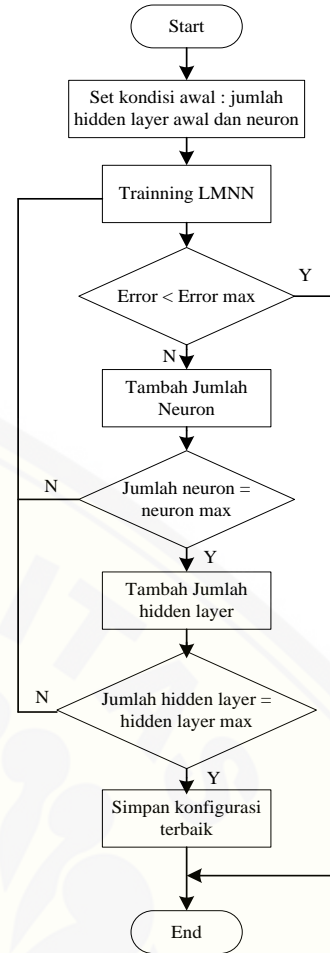 Start
Set kondisi awal : jumlah
hidden layer awal dan neuron
Trainning LMNN
Error < Error max
Y
N
Tambah Jumlah
Neuron
Jumlah neuron =
neuron max
N
Y
Tambah Jumlah
hidden layer
Jumlah hidden layer =
hidden layer max
N
Y
Simpan konfigurasi
terbaik
End